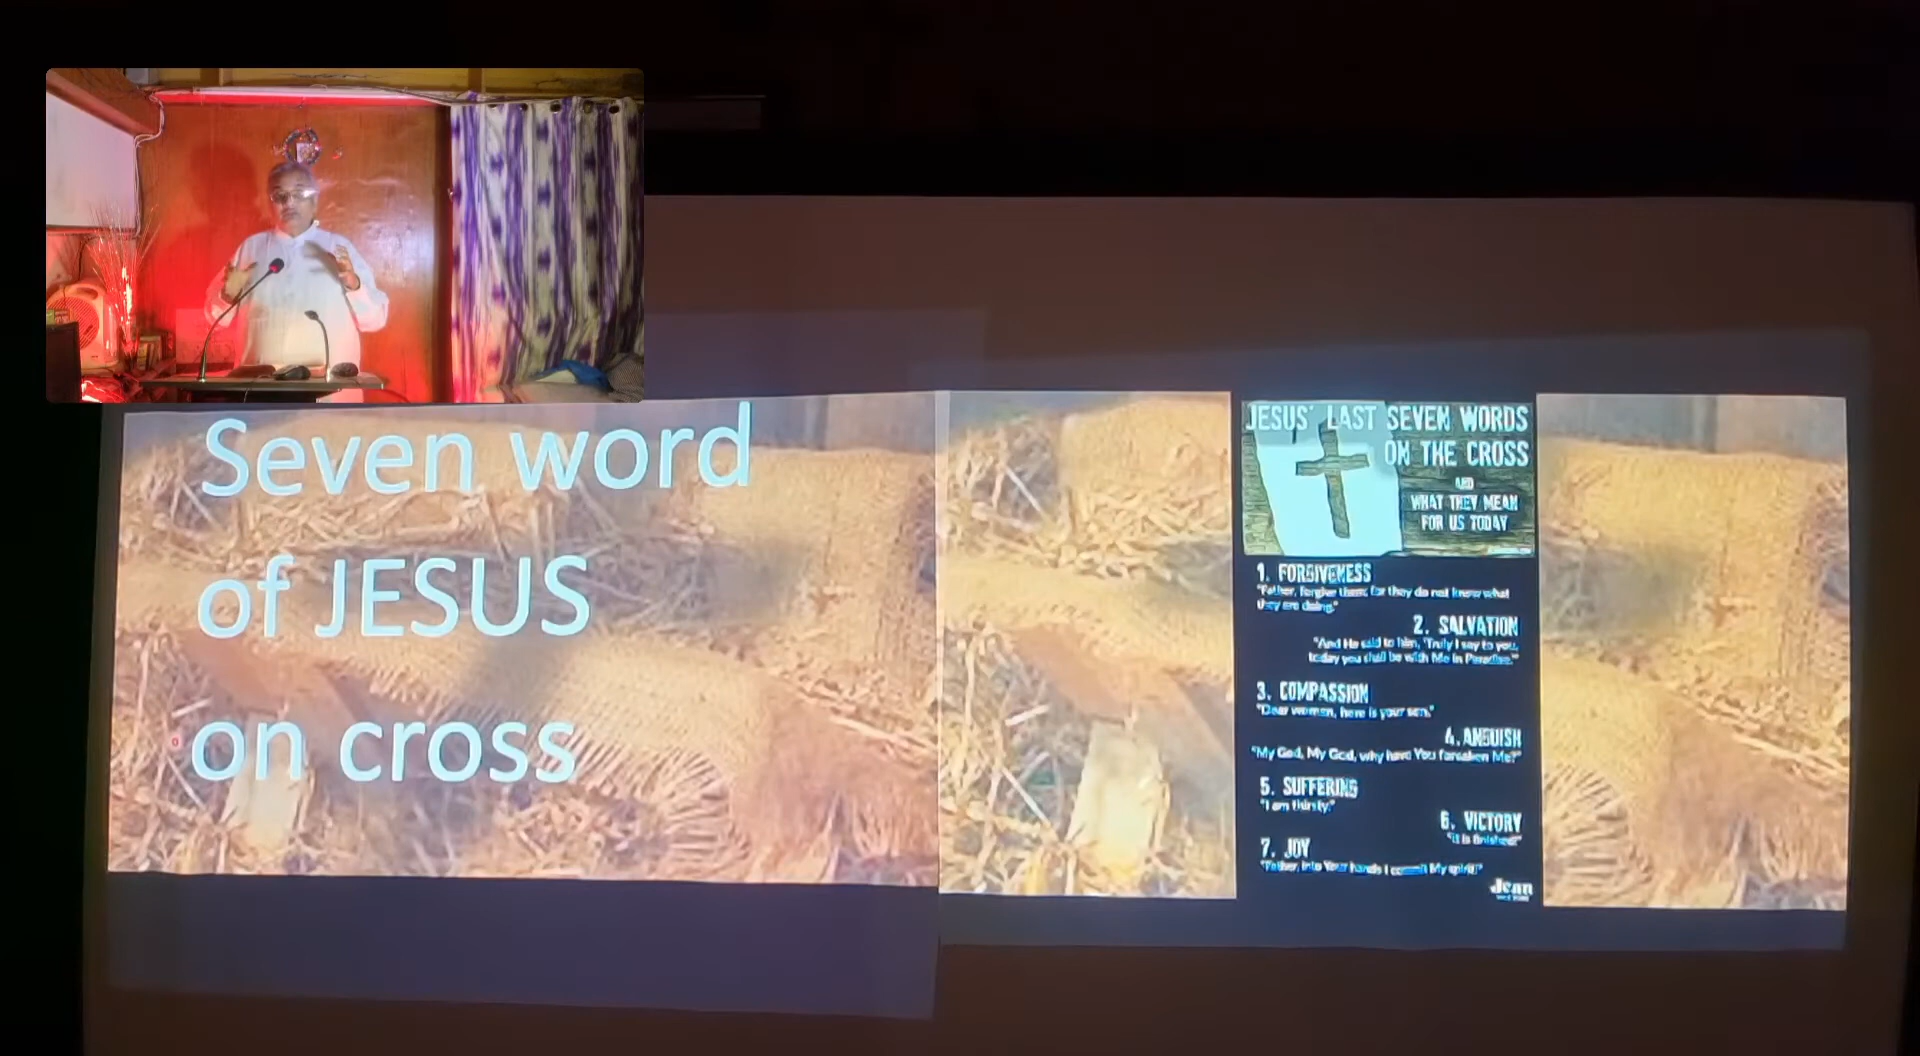 Seven word
of JESUS
on cross
JESUS' LAST SEVEN WORDS
ON THE CROSS
AND
WHAT THEY MEAN
FOR US TODAY
1. FORGIVENESS
"Father, forgive them, for they do not know what
they are doing."
2. SALVATION
"And He said to him, 'Truly I say to you,
today you shall be with Me in Paradise."
3. COMPASSION
"Dear woman, here is your son."
4. ANGUISH
"My God, My God, why have You forsaken Me?"
5. SUFFERING
"I am thirsty."
6. VICTORY
"It is finished"
7. JOY
"Father, into Your hands I commit My spirit."